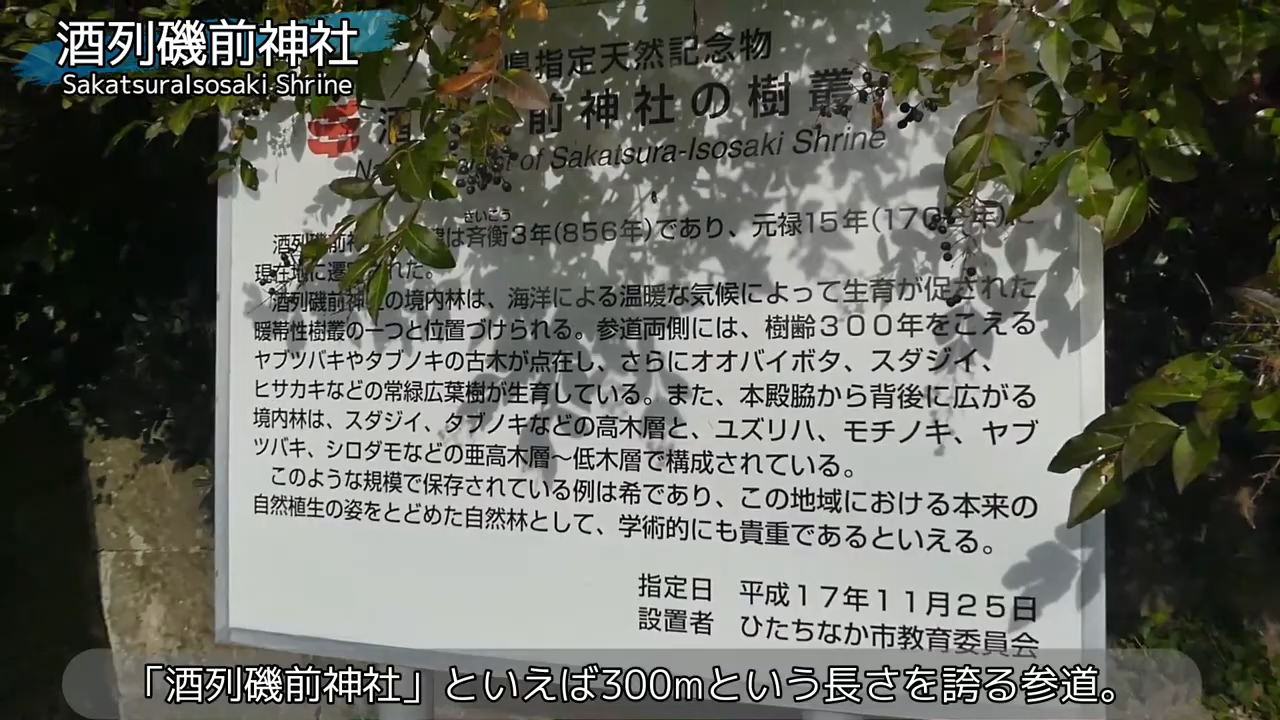 酒列磯前神社
SakatsuraIsosaki Shrine
県指定天然記念物
酒 前神社の樹叢
of Sakatsura-Isosaki Shrine
さいこう
酒列磯前神 は斉衡3年(856年)であり、元禄15年(170 年)に
現在地に遷 された。
酒列磯前神社の境内林は、海洋による温暖な気候によって生育が促された
暖帯性樹叢の一つと位置づけられる。参道両側には、樹齢300年をこえる
ヤブツバキやタブノキの古木が点在し、さらにオオバイボタ、スダジイ、
ヒサカキなどの常緑広葉樹が生育している。また、本殿脇から背後に広がる
境内林は、スダジイ、タブノキなどの高木層と、ユズリハ、モチノキ、ヤブ
ツバキ、シロダモなどの亜高木層〜低木層で構成されている。
このような規模で保存されている例は希であり、この地域における本来の
自然植生の姿をとどめた自然林として、学術的にも貴重であるといえる。
指定日 平成17年11月25日
設置者 ひたちなか市教育委員会
「酒列磯前神社」といえば300mという長さを誇る参道。